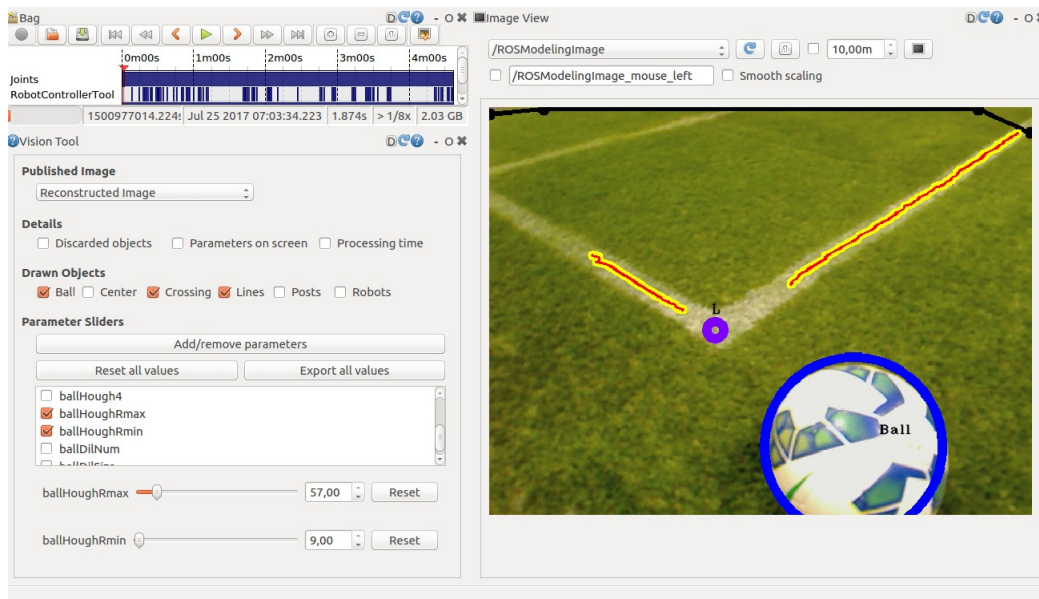 Bag
D - O
0m00s 1m00s 2m00s 3m00s 4m00s
Joints
RobotControllerTool
1500977014.224s Jul 25 2017 07:03:34.223 1.874s > 1/8x 2.03 GB
Vision Tool
D - O
Published Image
Reconstructed Image
Details
Discarded objects Parameters on screen Processing time
Drawn Objects
Ball Center Crossing Lines Posts Robots
Parameter Sliders
Add/remove parameters
Reset all values Export all values
ballHough4
ballHoughRmax
ballHoughRmin
ballDilNum
ballHoughRmax 57,00 Reset
ballHoughRmin 9,00 Reset
Image View
D - O
/ROSModelingImage 10,00m
/ROSModelingImage_mouse_left Smooth scaling
L
Ball